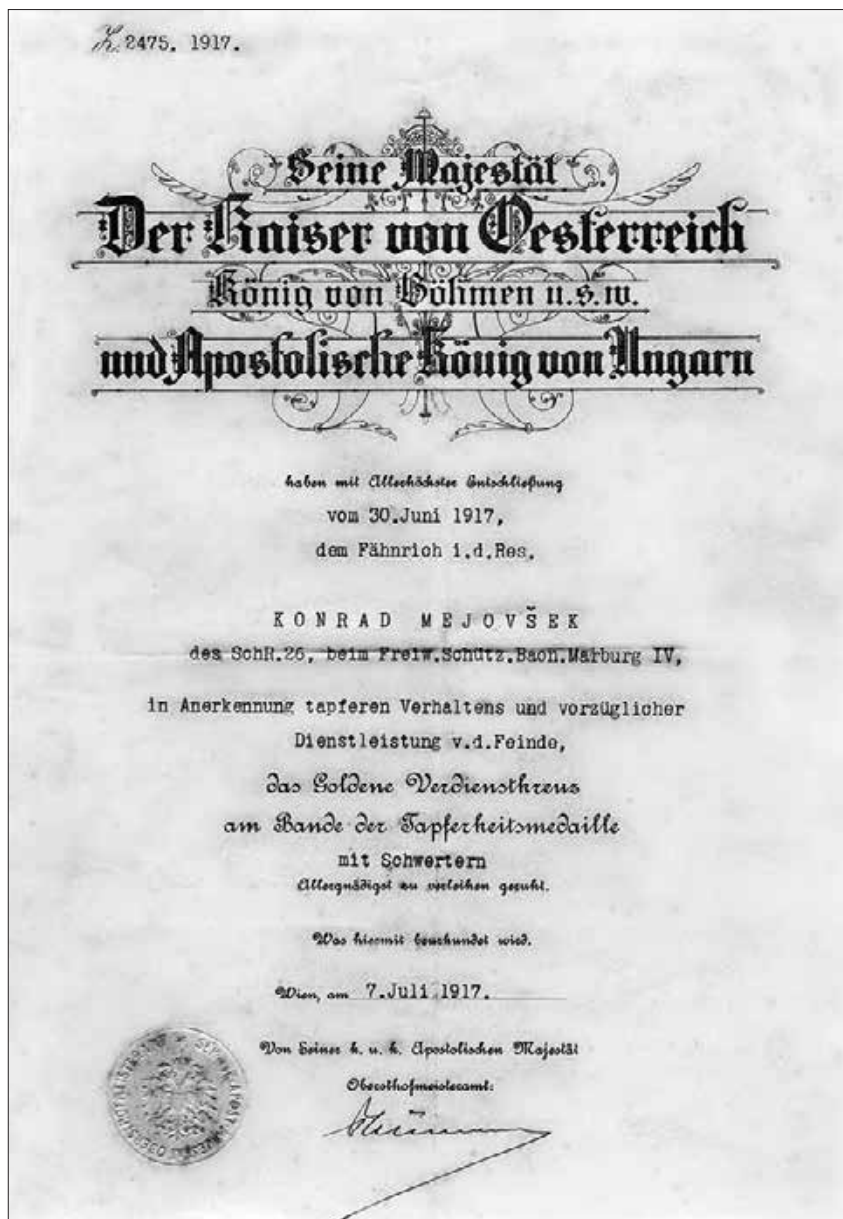 Z. 2475. 1917.
Seine Majestät
Der Kaiser von Oesterreich
König von Böhmen u.s.w.
und Apostolische König von Ungarn
haben mit Allerhöchster Entschließung
vom 30.Juni 1917,
dem Fähnrich i.d.Res.
KONRAD MEJOVŠEK
des SchR.26, beim Freiw.Schütz.Baon.Marburg IV,
in Anerkennung tapferen Verhaltens und vorzüglicher
Dienstleistung v.d.Feinde,
das Goldene Verdienstkreuz
am Bande der Tapferkeitsmedaille
mit Schwertern
Allergnädigst zu verleihen geruht.
Was hiermit beurkundet wird.
Wien, am 7.Juli 1917.
Von Seiner k. u. k. Apostolischen Majestät
Obersthofmeisteramt: